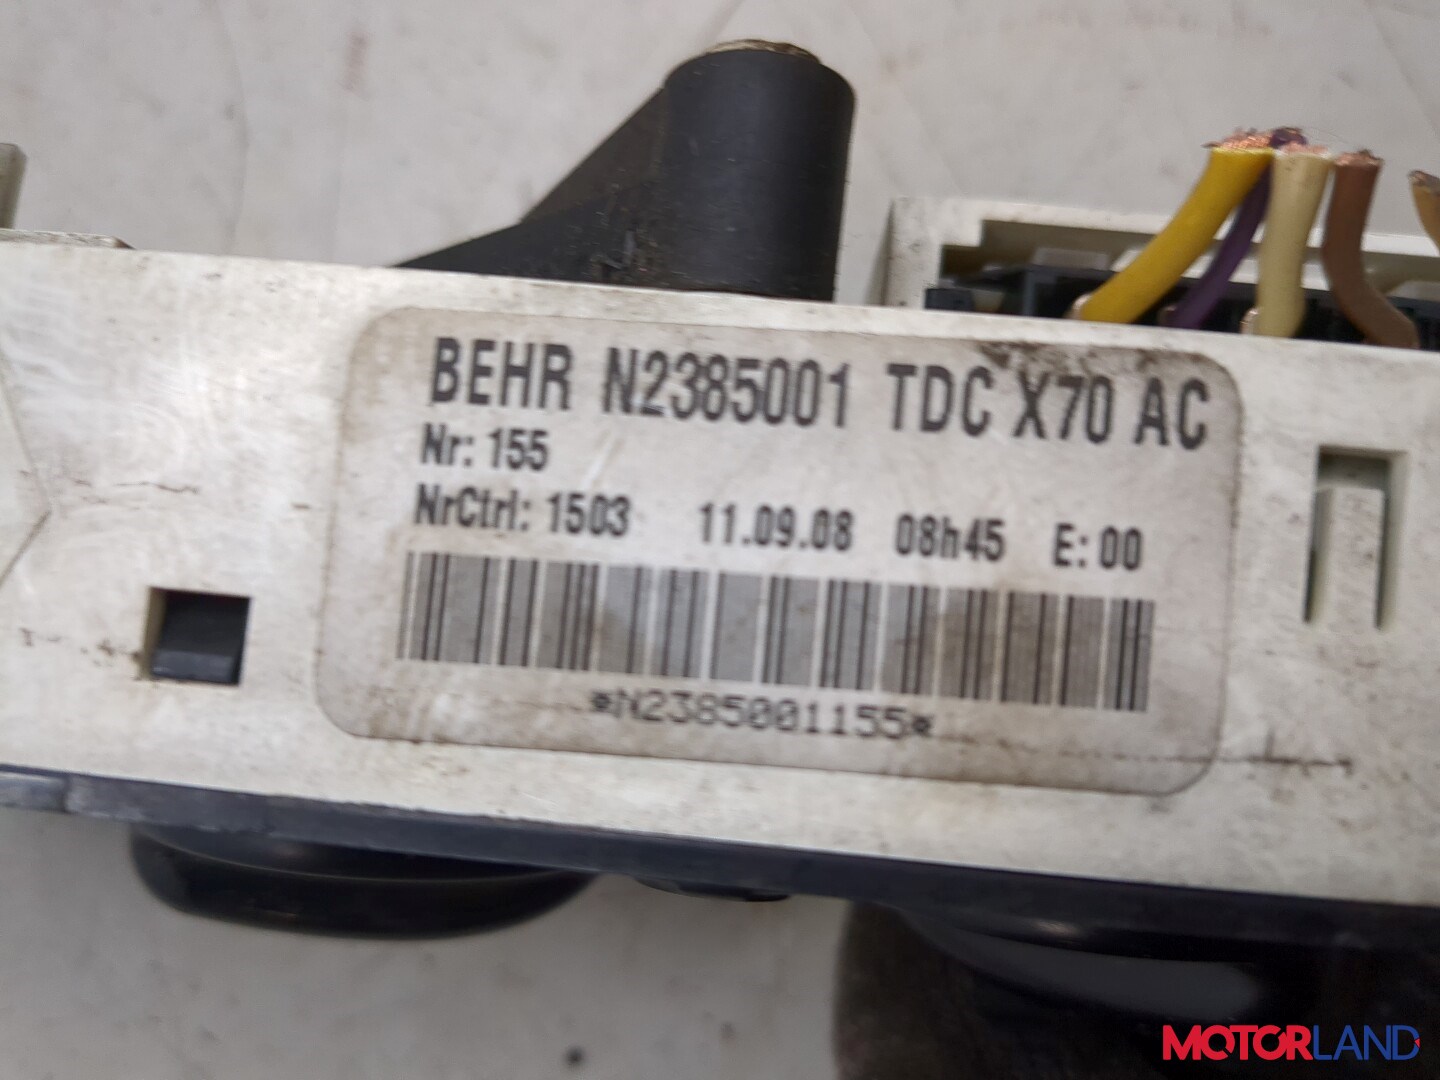 BEHR N2385001 TDC X70 AC
Nr: 155
NrCtrl: 1503 11.09.08 08h45 E: 00
*N2385001155*
MOTORLAND